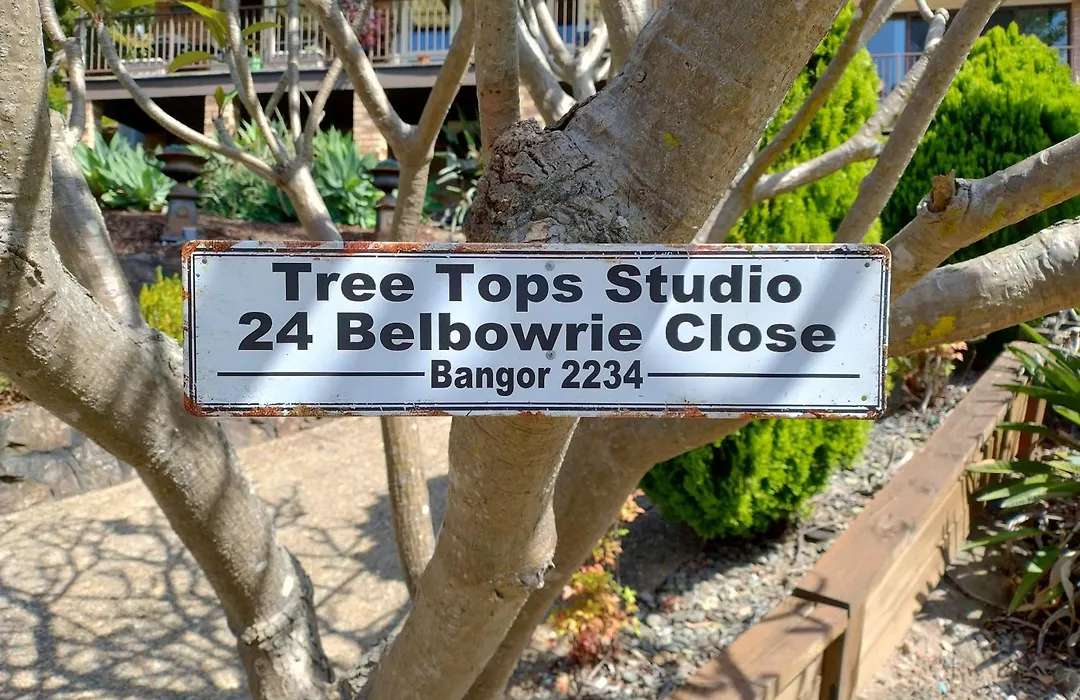 Tree Tops Studio
24 Belbowrie Close
Bangor 2234